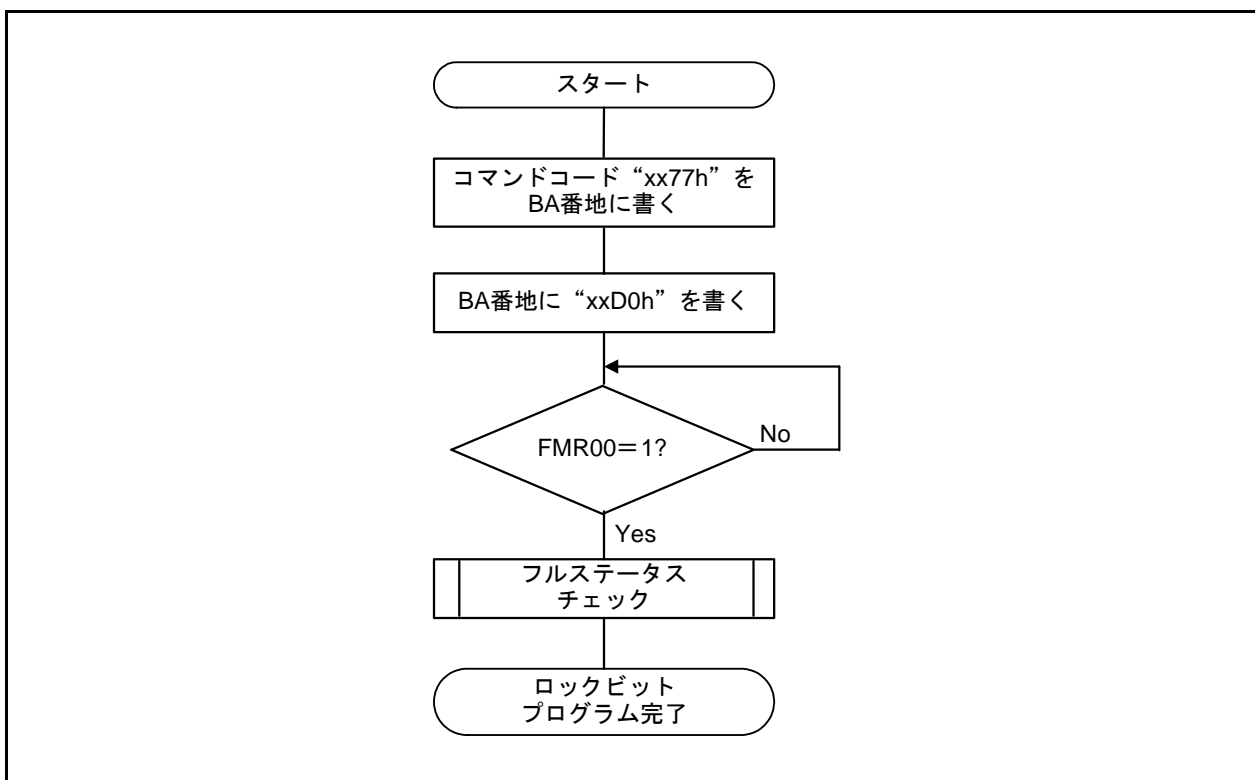 スタート
コマンドコード“xx77h”を
BA番地に書く
BA番地に“xxD0h”を書く
FMR00＝1?
No
Yes
フルステータス
チェック
ロックビット
プログラム完了